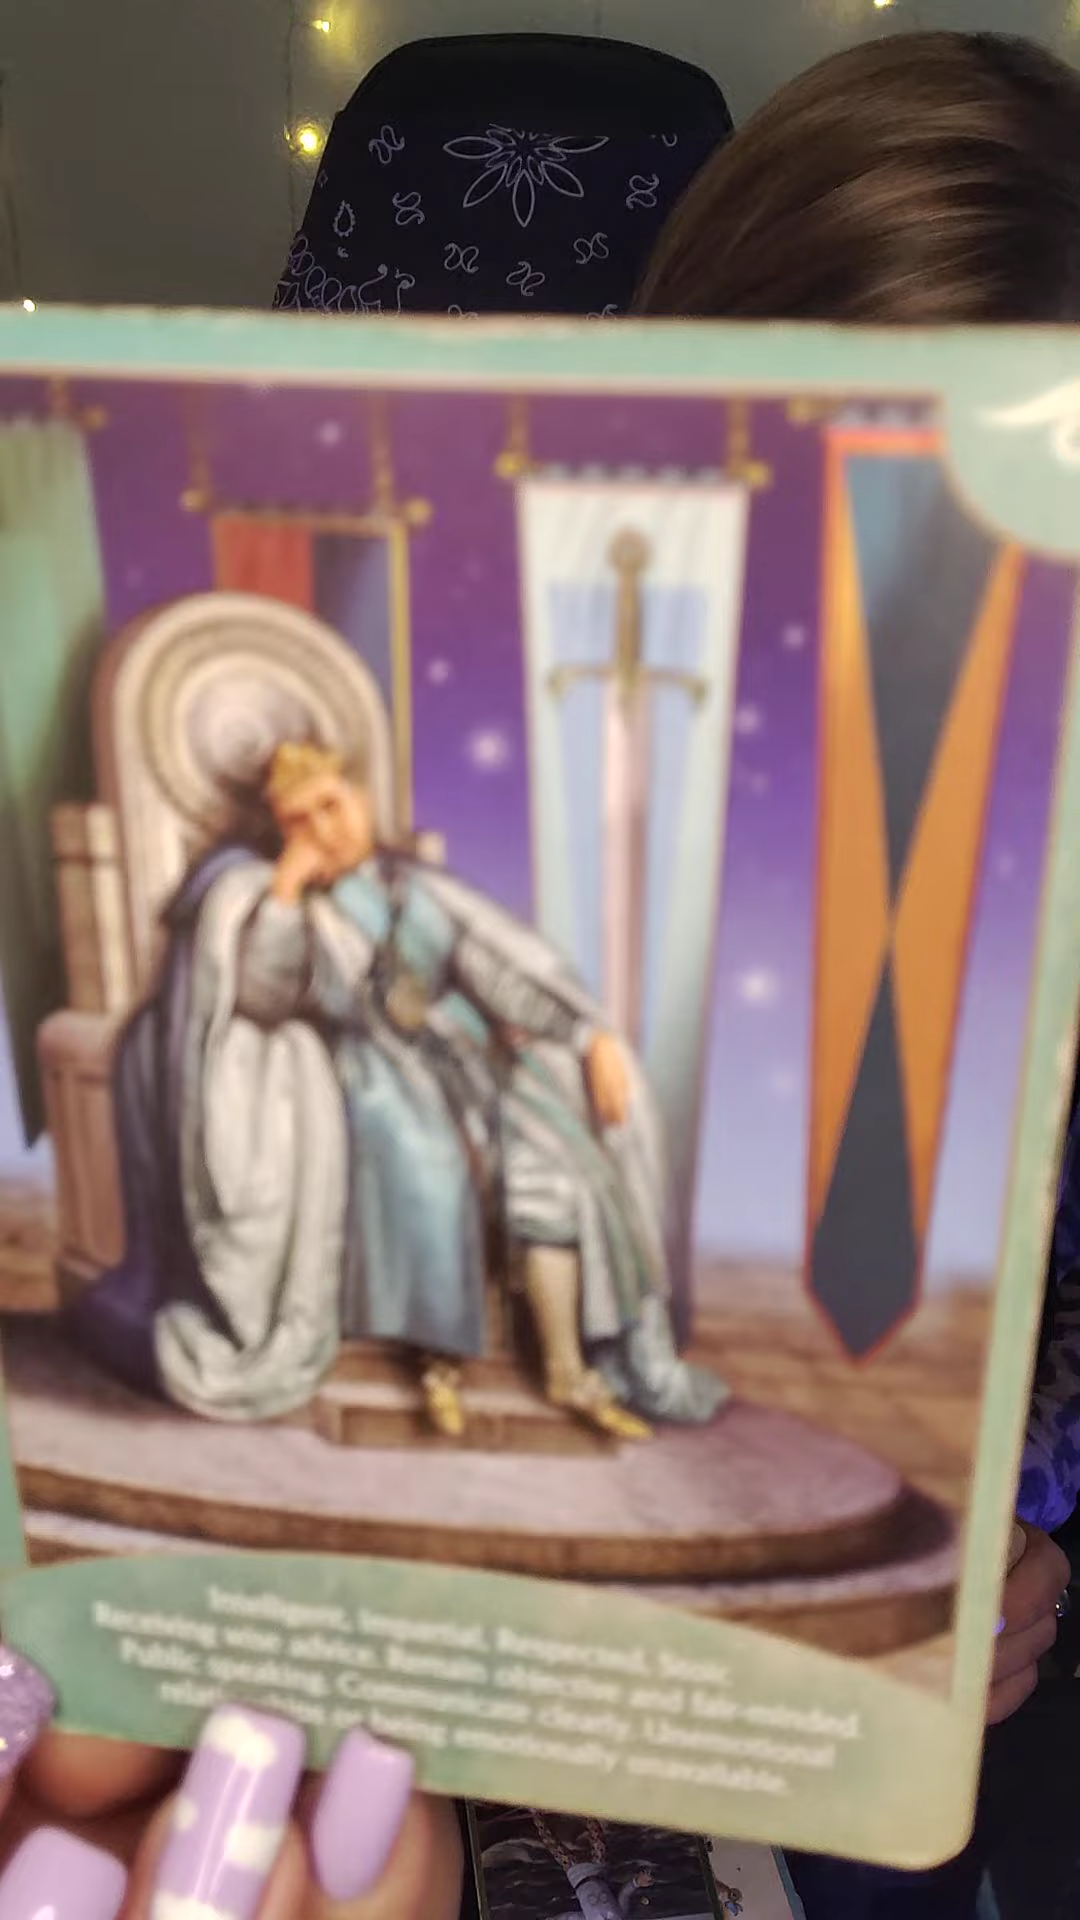 Intelligent, Impartial, Respected, Stoic.
Receiving wise advice. Remain objective and fair-minded.
Public speaking. Communicate clearly. Unemotional
or being emotionally unavailable.